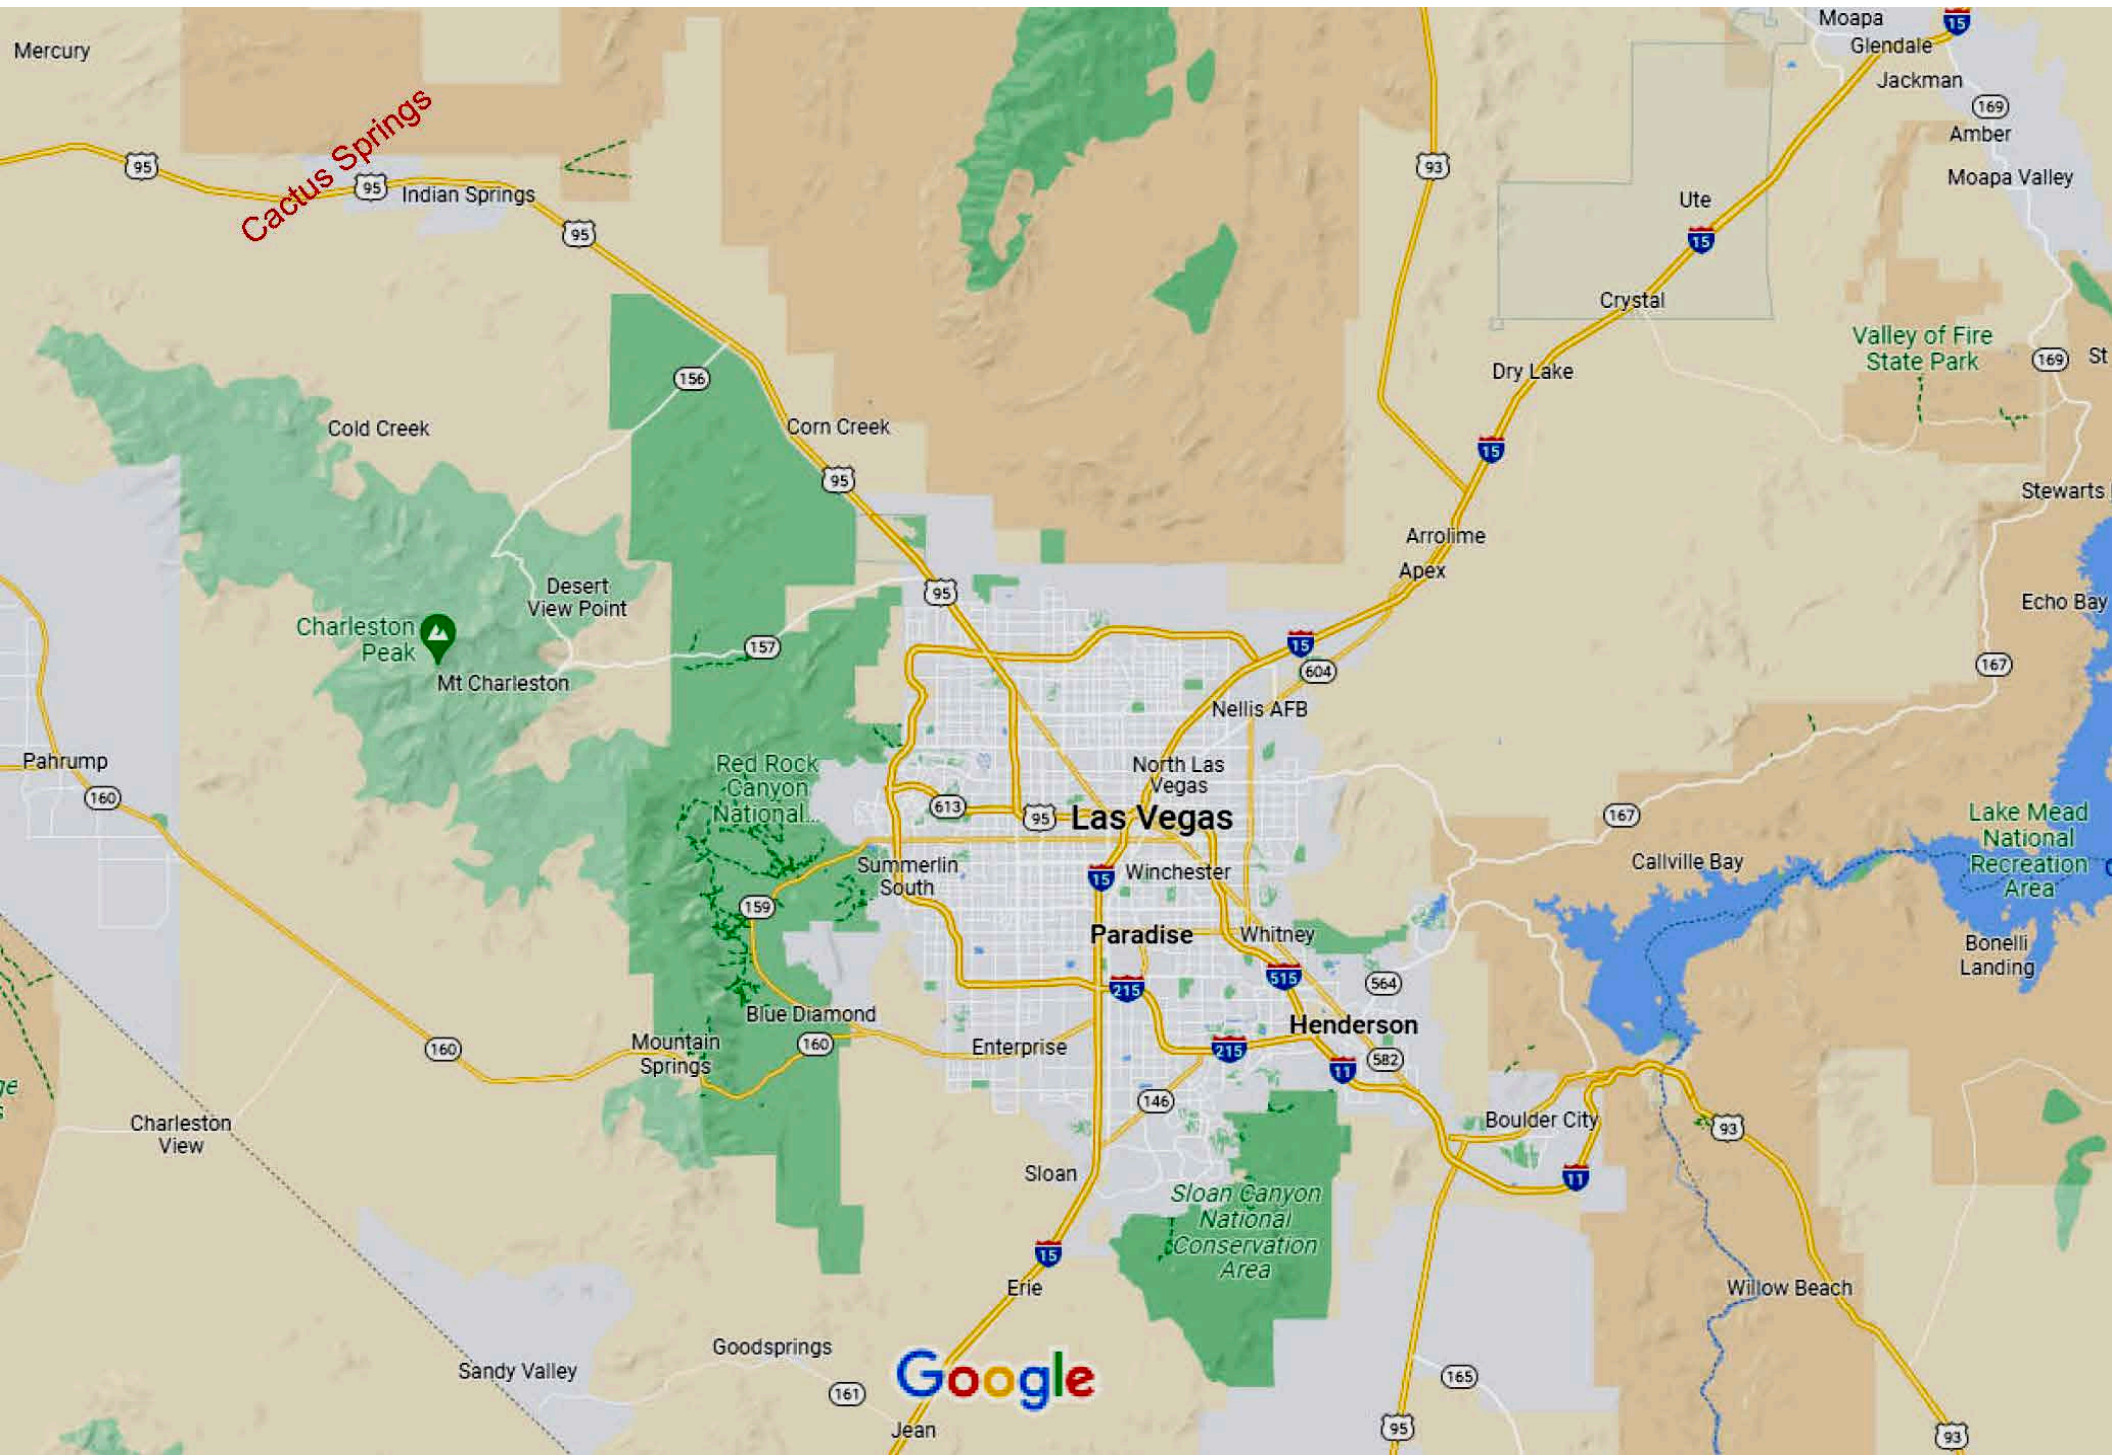 Mercury
Moapa
15
Glendale
Jackman
169
Amber
Moapa Valley
Cactus Springs
95
95
Indian Springs
95
93
Ute
15
Crystal
Valley of Fire
State Park
169
St
Dry Lake
156
Cold Creek
Corn Creek
95
15
Stewarts
Arrolime
Apex
Desert
View Point
95
Echo Bay
Charleston
Peak
157
15
604
167
Mt Charleston
Nellis AFB
Pahrump
160
Red Rock
Canyon
National...
North Las
Vegas
613
95
Las Vegas
167
Lake Mead
National
Recreation
Area
Callville Bay
Summerlin
South
15
Winchester
159
Paradise
Whitney
Bonelli
Landing
215
515
564
Blue Diamond
Henderson
160
Mountain
Springs
160
Enterprise
215
11
582
ge
s
146
Charleston
View
Boulder City
93
Sloan
11
Sloan Canyon
National
Conservation
Area
15
Erie
Willow Beach
Goodsprings
Sandy Valley
161
Google
165
Jean
95
93